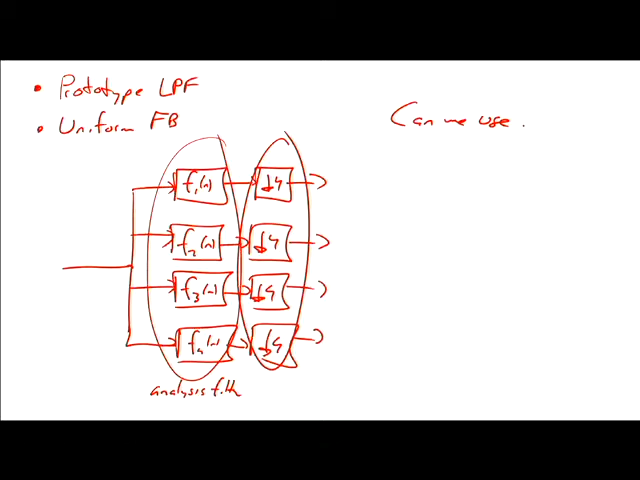 • Prototype LPF
• Uniform FB
Can we use .
f₁(n) ↓4
f₂(n) ↓4
f₃(n) ↓4
f₄(n) ↓4
analysis filt